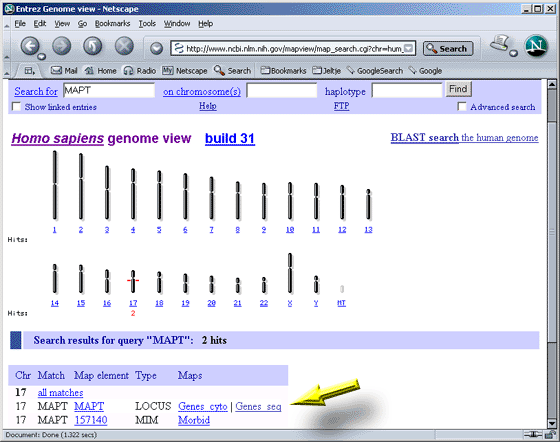 Entrez Genome view - Netscape
File Edit View Go Bookmarks Tools Window Help
http://www.ncbi.nlm.nih.gov/mapview/map_search.cgi?chr=hum_ Search
Mail Home Radio My Netscape Search Bookmarks Jeltje GoogleSearch Google
Search for MAPT on chromosome(s) haplotype Find
Show linked entries Help FTP Advanced search
Homo sapiens genome view build 31 BLAST search the human genome
1 2 3 4 5 6 7 8 9 10 11 12 13
Hits:
14 15 16 17 18 19 20 21 22 X Y MT
Hits: 2
Search results for query "MAPT": 2 hits
Chr Match Map element Type Maps
17 all matches
17 MAPT MAPT LOCUS Genes_cyto | Genes_seq
17 MAPT 157140 MIM Morbid
Document: Done (1.322 secs)